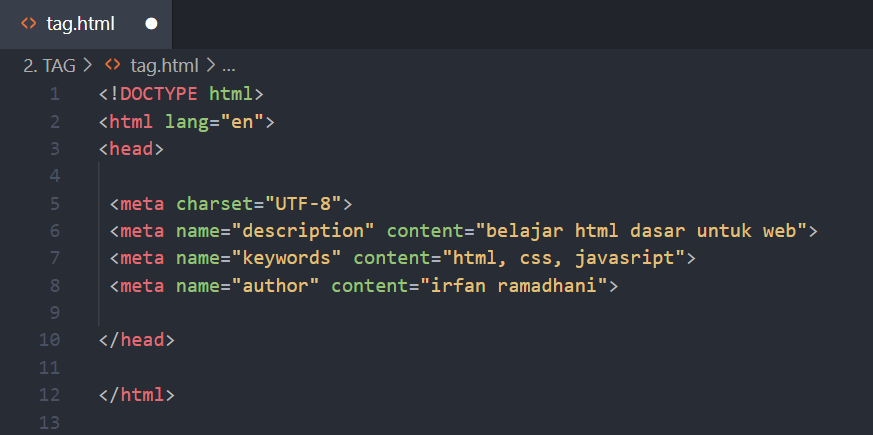 tag.html
2. TAG > tag.html > ...
1 <!DOCTYPE html>
2 <html lang="en">
3 <head>
4
5 <meta charset="UTF-8">
6 <meta name="description" content="belajar html dasar untuk web">
7 <meta name="keywords" content="html, css, javasript">
8 <meta name="author" content="irfan ramadhani">
9
10 </head>
11
12 </html>
13